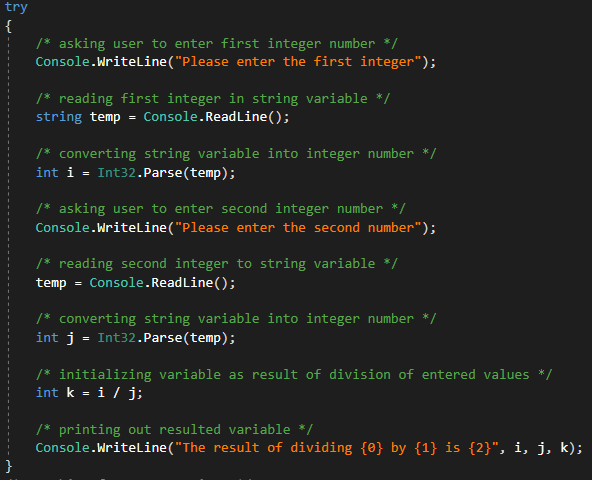 try
{
/* asking user to enter first integer number */
Console.WriteLine("Please enter the first integer");
/* reading first integer in string variable */
string temp = Console.ReadLine();
/* converting string variable into integer number */
int i = Int32.Parse(temp);
/* asking user to enter second integer number */
Console.WriteLine("Please enter the second number");
/* reading second integer to string variable */
temp = Console.ReadLine();
/* converting string variable into integer number */
int j = Int32.Parse(temp);
/* initializing variable as result of division of entered values */
int k = i / j;
/* printing out resulted variable */
Console.WriteLine("The result of dividing {0} by {1} is {2}", i, j, k);
}